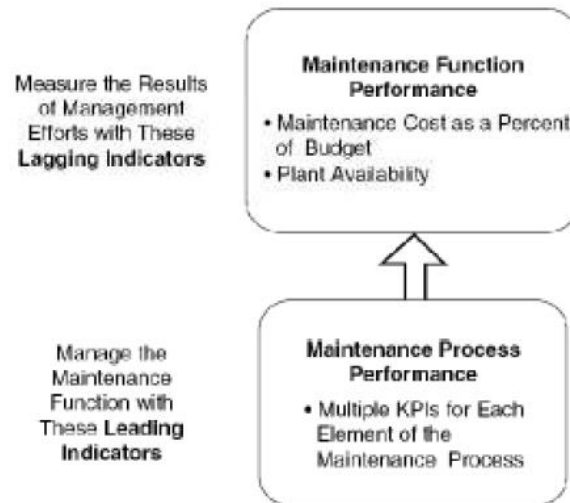 Measure the Results
of Management
Efforts with These
Lagging Indicators
Maintenance Function
Performance
• Maintenance Cost as a Percent
of Budget
• Plant Availability
Manage the
Maintenance
Function with
These Leading
Indicators
Maintenance Process
Performance
• Multiple KPIs for Each
Element of the
Maintenance Process